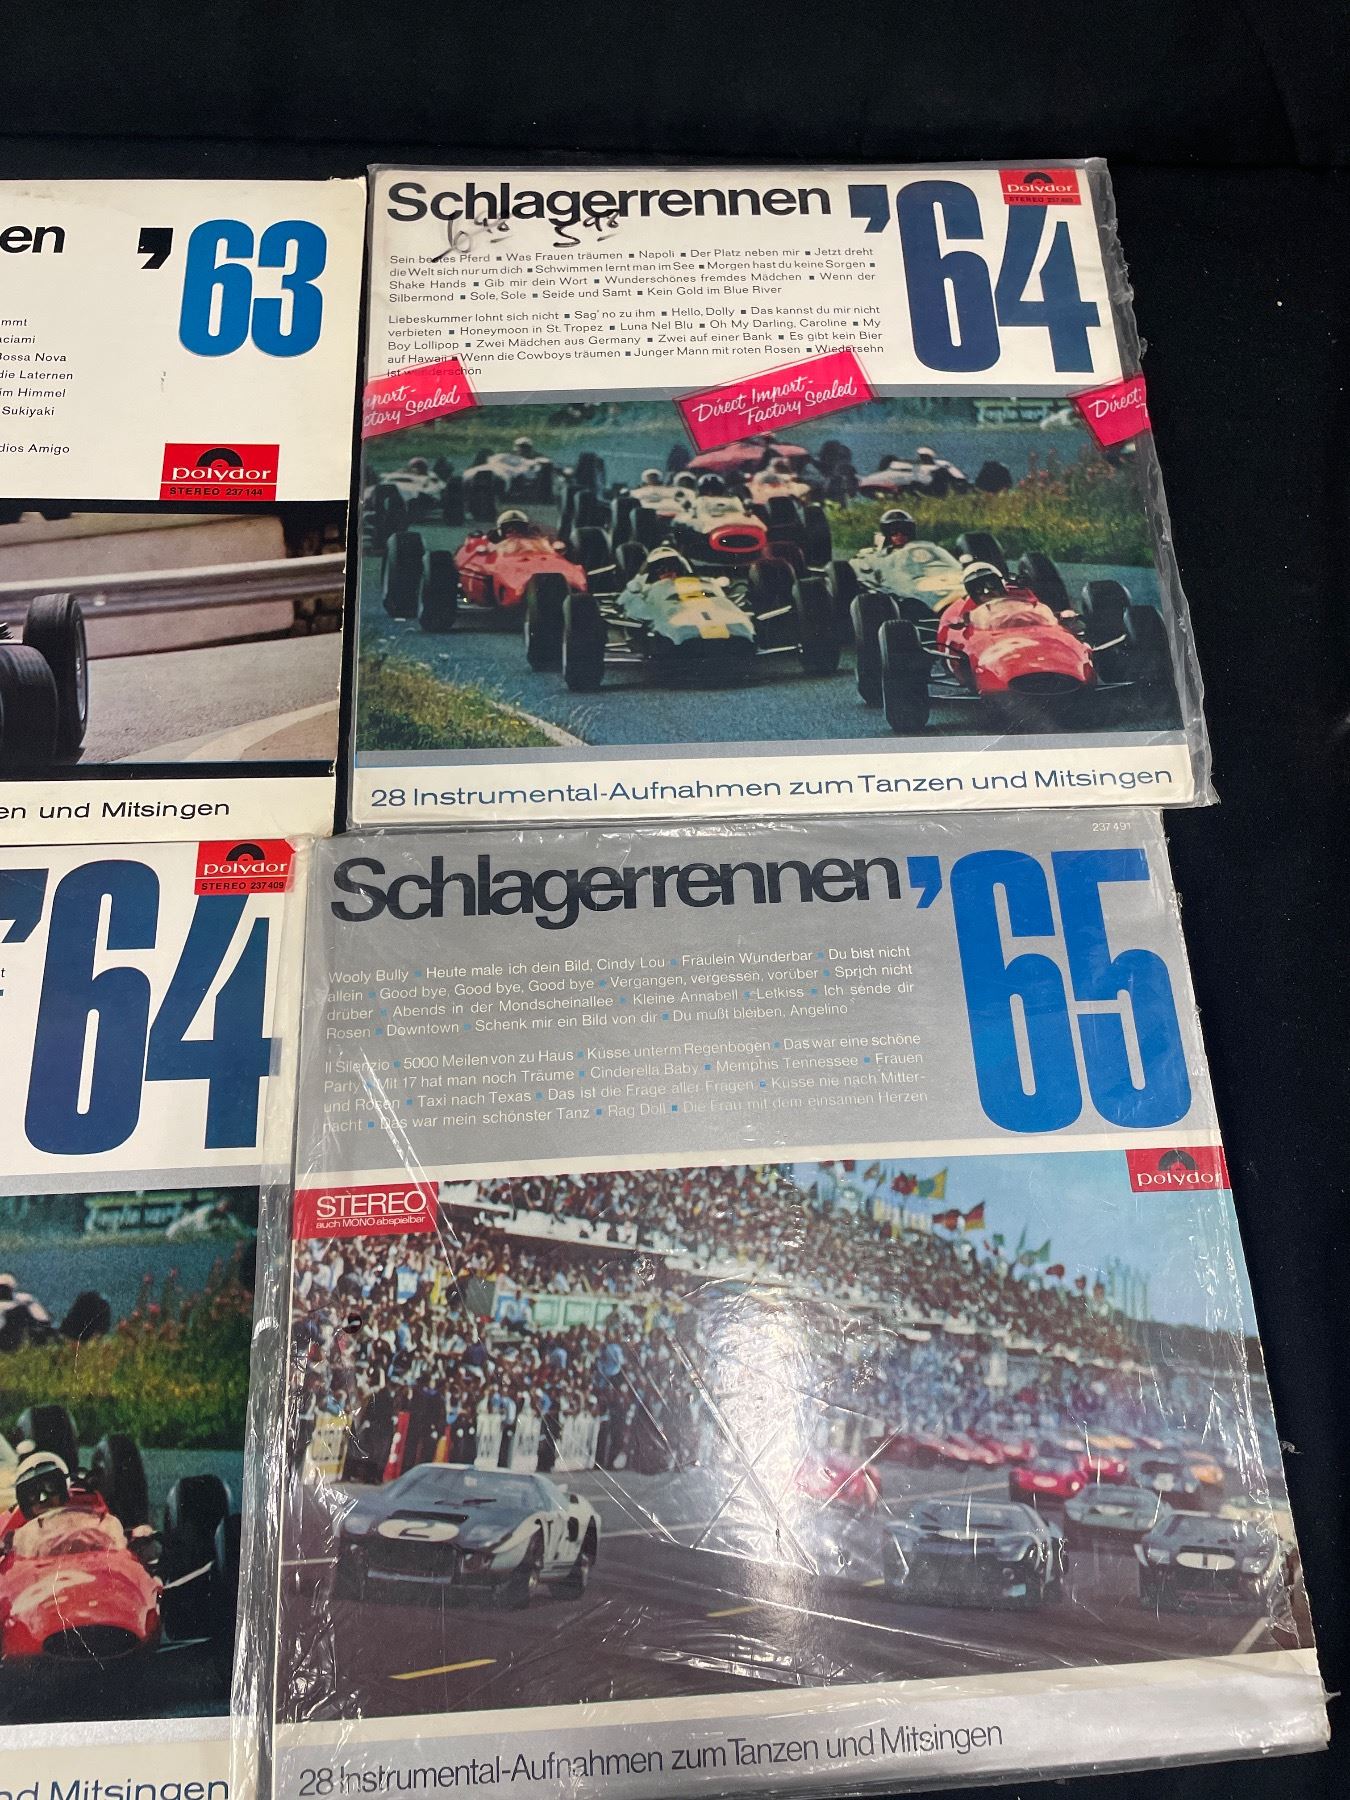 en '63
mmt
aciami
Bossa Nova
die Laternen
im Himmel
Sukiyaki
dios Amigo
polydor
STEREO 237 144
en und Mitsingen
Schlagerrennen '64
polydor
STEREO 237 409
6 98 3 98
Sein bestes Pferd ▪ Was Frauen träumen ▪ Napoli ▪ Der Platz neben mir ▪ Jetzt dreht
die Welt sich nur um dich ▪ Schwimmen lernt man im See ▪ Morgen hast du keine Sorgen ▪
Shake Hands ▪ Gib mir dein Wort ▪ Wunderschönes fremdes Mädchen ▪ Wenn der
Silbermond ▪ Sole, Sole ▪ Seide und Samt ▪ Kein Gold im Blue River
Liebeskummer lohnt sich nicht ▪ Sag' no zu ihm ▪ Hello, Dolly ▪ Das kannst du mir nicht
verbieten ▪ Honeymoon in St. Tropez ▪ Luna Nel Blu ▪ Oh My Darling, Caroline ▪ My
Boy Lollipop ▪ Zwei Mädchen aus Germany ▪ Zwei auf einer Bank ▪ Es gibt kein Bier
auf Hawaii ▪ Wenn die Cowboys träumen ▪ Junger Mann mit roten Rosen ▪ Wiedersehn
ist wunderschön
mport-
ctory Sealed
Direct Import-
Factory Sealed
Direct
28 Instrumental-Aufnahmen zum Tanzen und Mitsingen
'64
polydor
STEREO 237 409
t
nd Mitsingen
237 491
Schlagerrennen '65
Wooly Bully ▪ Heute male ich dein Bild, Cindy Lou ▪ Fräulein Wunderbar ▪ Du bist nicht
allein ▪ Good bye, Good bye, Good bye ▪ Vergangen, vergessen, vorüber ▪ Sprich nicht
drüber ▪ Abends in der Mondscheinallee ▪ Kleine Annabell ▪ Letkiss ▪ Ich sende dir
Rosen ▪ Downtown ▪ Schenk mir ein Bild von dir ▪ Du mußt bleiben, Angelino
Il Silenzio ▪ 5000 Meilen von zu Haus ▪ Küsse unterm Regenbogen ▪ Das war eine schöne
Party ▪ Mit 17 hat man noch Träume ▪ Cinderella Baby ▪ Memphis Tennessee ▪ Frauen
und Rosen ▪ Taxi nach Texas ▪ Das ist die Frage aller Fragen ▪ Küsse nie nach Mitter-
nacht ▪ Das war mein schönster Tanz ▪ Rag Doll ▪ Die Frau mit dem einsamen Herzen
polydor
STEREO
auch MONO abspielbar
2
1
28 Instrumental-Aufnahmen zum Tanzen und Mitsingen